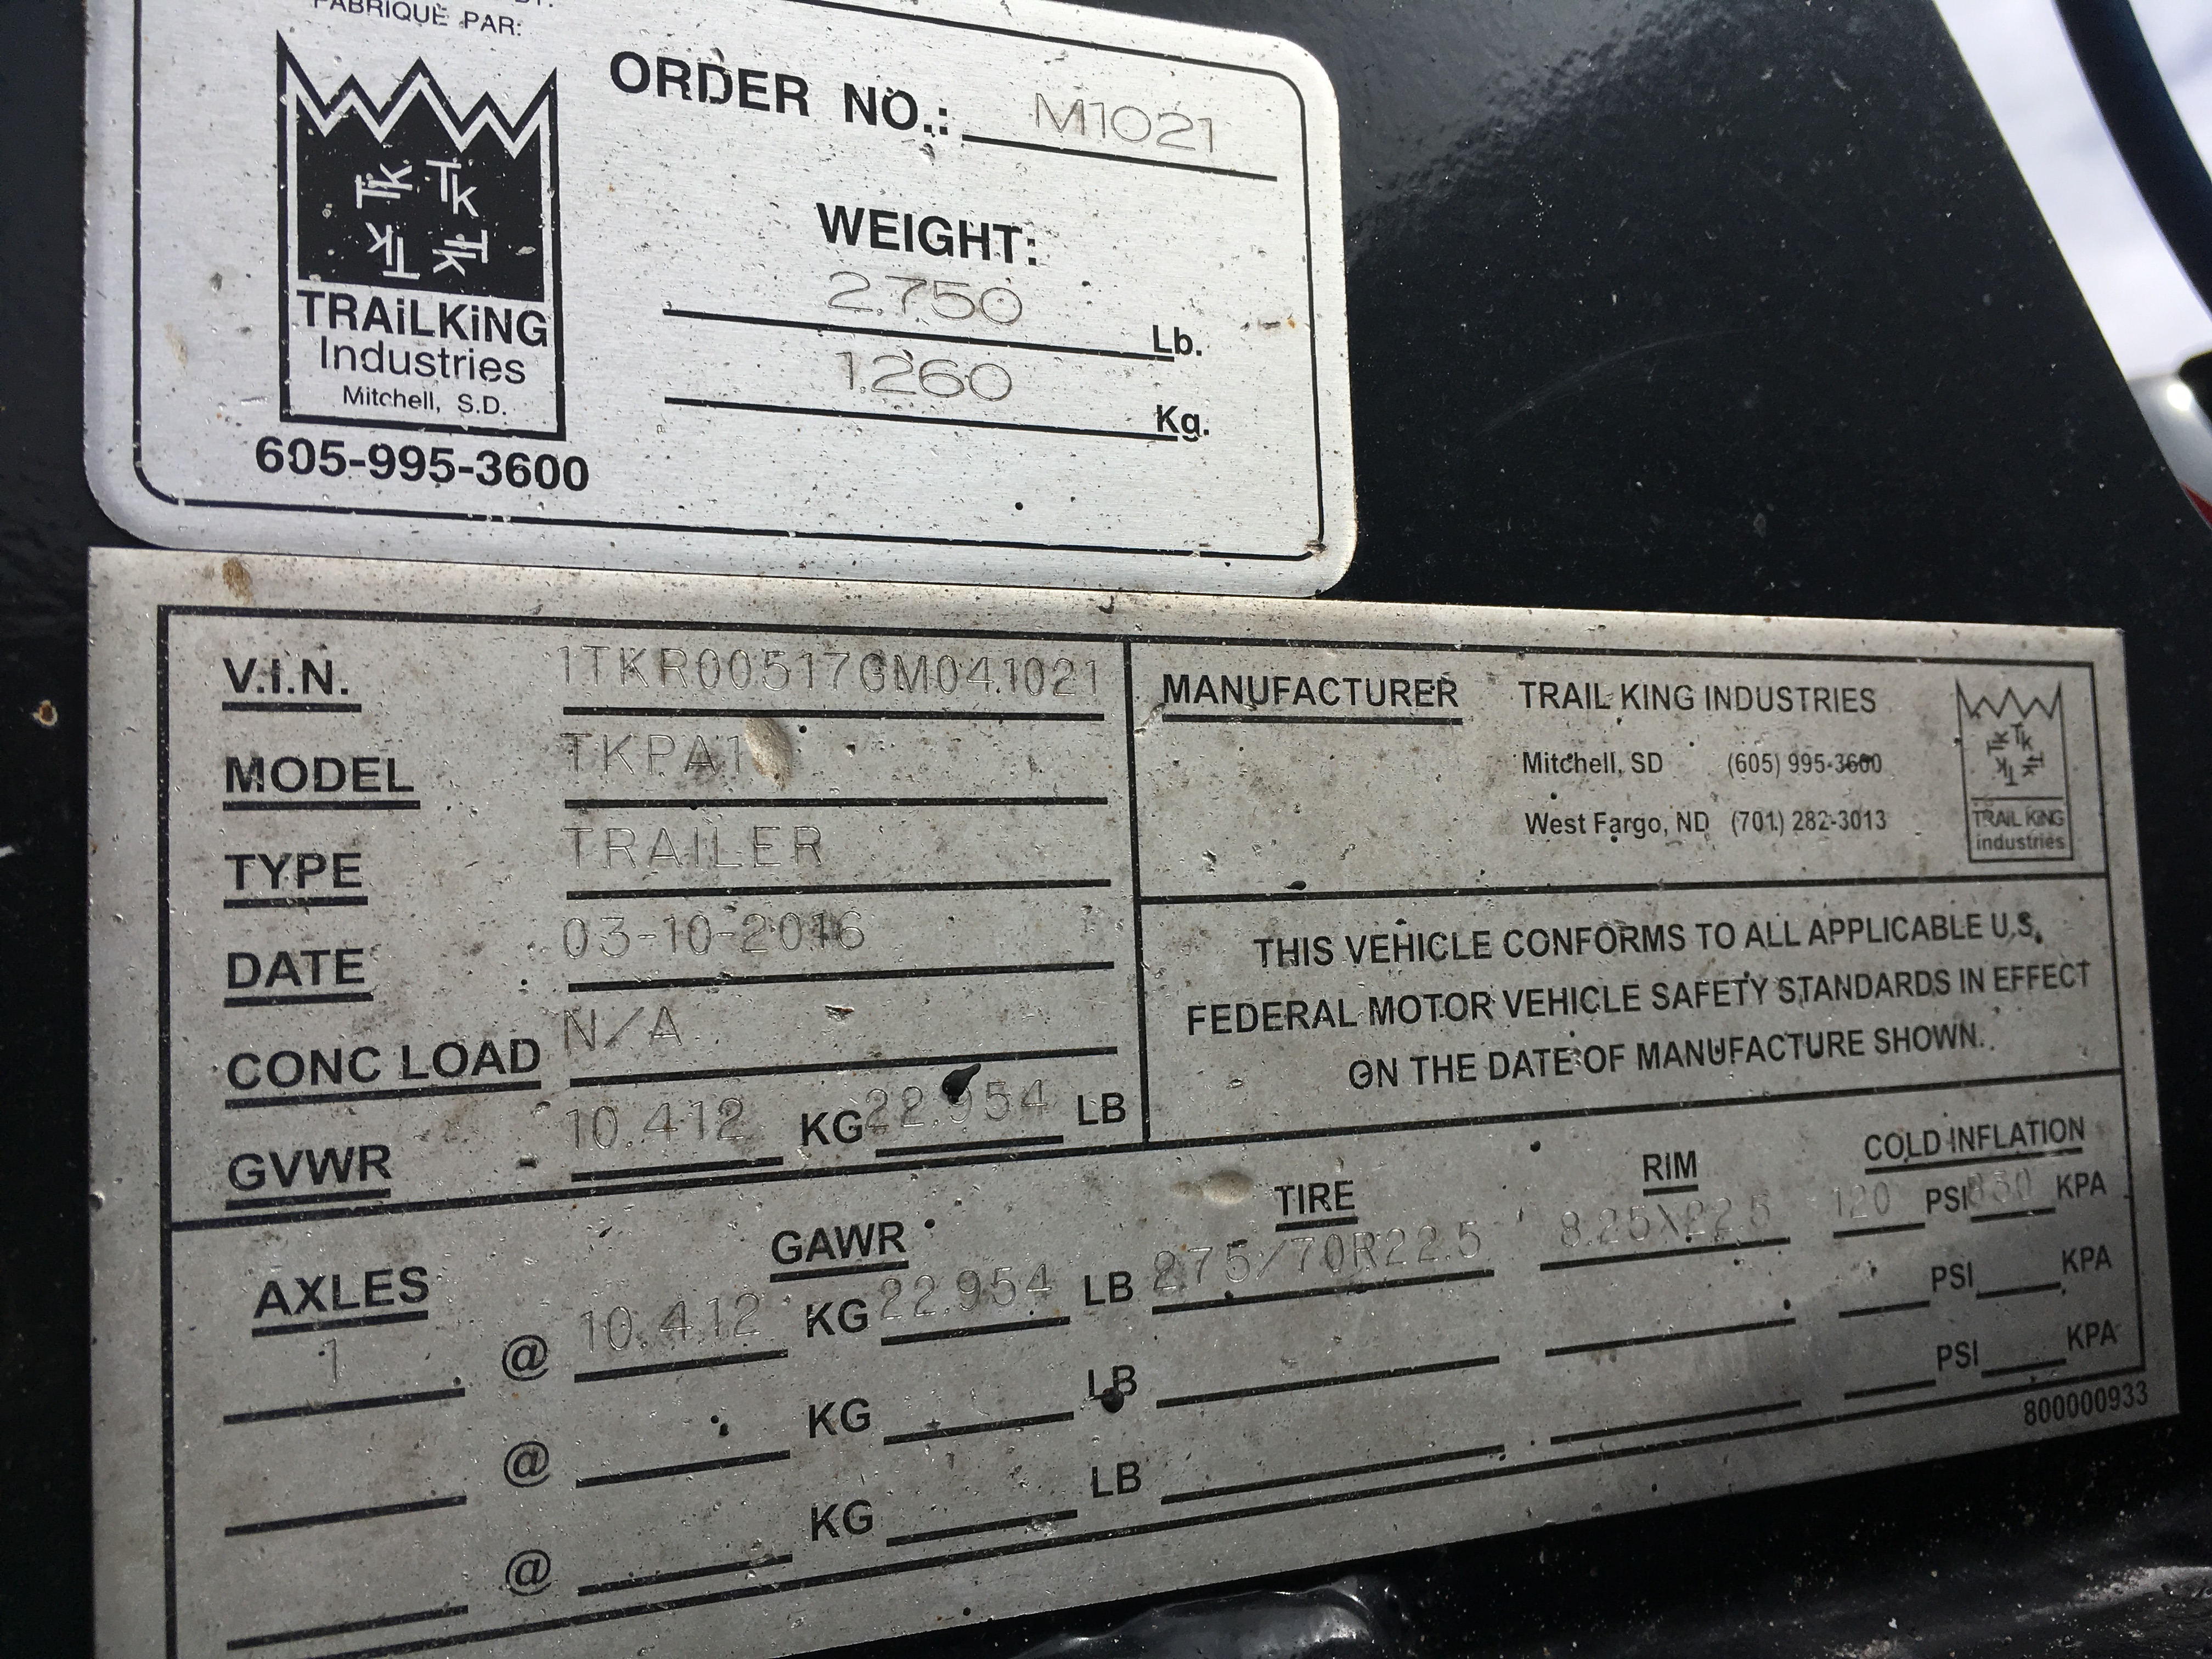 FABRIQUÉ PAR:
ORDER NO.: M1021
TK TK
TK TK
TRAiLKiNG
Industries
Mitchell, S.D.
605-995-3600
WEIGHT:
2.750 Lb.
1.260 Kg.
V.I.N. 1TKR00517GM041021
MODEL TKPA1
TYPE TRAILER
DATE 03-10-2016
CONC LOAD N/A
GVWR 10.412 KG 22.954 LB
MANUFACTURER TRAIL KING INDUSTRIES
Mitchell, SD (605) 995-3600
West Fargo, ND (701) 282-3013
TK TK
TK TK
TRAIL KING
industries
THIS VEHICLE CONFORMS TO ALL APPLICABLE U.S.
FEDERAL MOTOR VEHICLE SAFETY STANDARDS IN EFFECT
ON THE DATE OF MANUFACTURE SHOWN.
AXLES GAWR TIRE RIM COLD INFLATION
1 @ 10.412 KG 22.954 LB 275/70R22.5 8.25X22.5 120 PSI 830 KPA
@ KG LB PSI KPA
@ KG LB PSI KPA
800000933